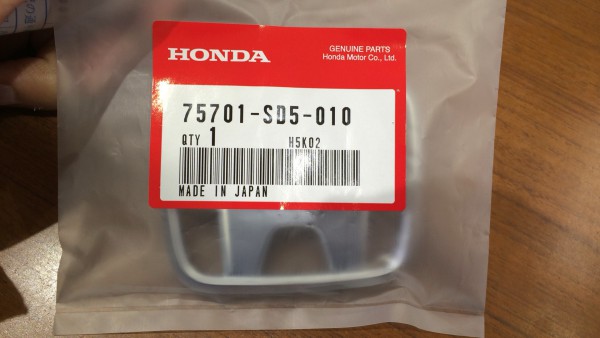 HONDA
GENUINE PARTS
Honda Motor Co., Ltd.
75701-SD5-010
QTY 1 H5K02
MADE IN JAPAN